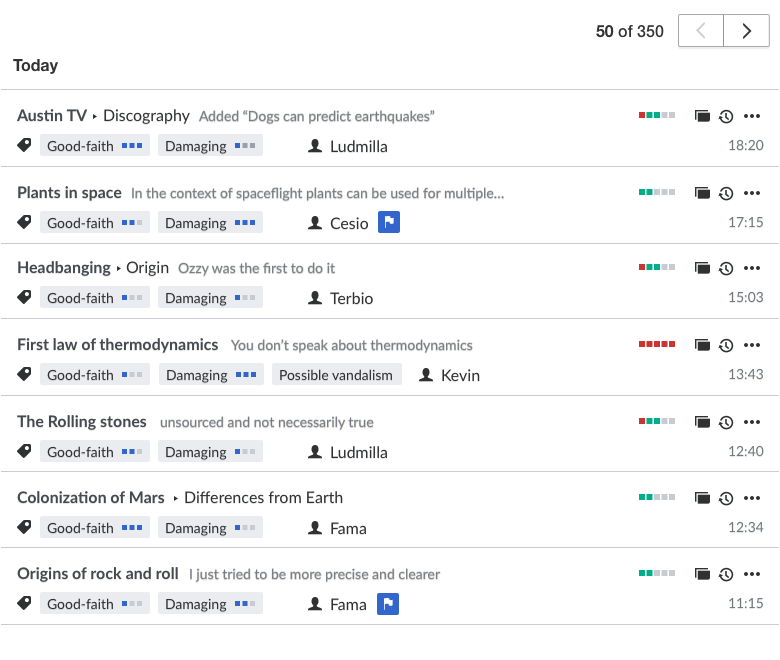 50 of 350
Today
Austin TV ▸ Discography Added “Dogs can predict earthquakes”
Good-faith Damaging Ludmilla 18:20
Plants in space In the context of spaceflight plants can be used for multiple...
Good-faith Damaging Cesio 17:15
Headbanging ▸ Origin Ozzy was the first to do it
Good-faith Damaging Terbio 15:03
First law of thermodynamics You don’t speak about thermodynamics
Good-faith Damaging Possible vandalism Kevin 13:43
The Rolling stones unsourced and not necessarily true
Good-faith Damaging Ludmilla 12:40
Colonization of Mars ▸ Differences from Earth
Good-faith Damaging Fama 12:34
Origins of rock and roll I just tried to be more precise and clearer
Good-faith Damaging Fama 11:15